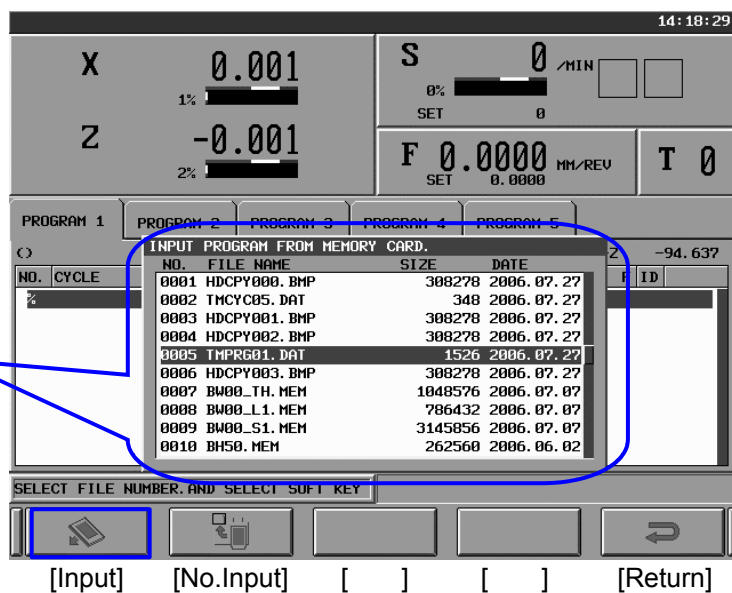 14:18:29
X 0.001
1%
Z -0.001
2%
S 0 /MIN
0%
SET 0
F 0.0000 MM/REV
SET 0.0000
T 0
PROGRAM 1 PROGRAM 2 PROGRAM 3 PROGRAM 4 PROGRAM 5
() Z -94.637
NO. CYCLE F ID
%
INPUT PROGRAM FROM MEMORY CARD.
NO. FILE NAME SIZE DATE
0001 HDCPY000.BMP 308278 2006.07.27
0002 TMCYC05.DAT 348 2006.07.27
0003 HDCPY001.BMP 308278 2006.07.27
0004 HDCPY002.BMP 308278 2006.07.27
0005 TMPRG01.DAT 1526 2006.07.27
0006 HDCPY003.BMP 308278 2006.07.27
0007 BW00_TH.MEM 1048576 2006.07.07
0008 BW00_L1.MEM 786432 2006.07.07
0009 BW00_S1.MEM 3145856 2006.07.07
0010 BH50.MEM 262560 2006.06.02
SELECT FILE NUMBER.AND SELECT SOFT KEY
[Input] [No.Input] [ ] [ ] [Return]